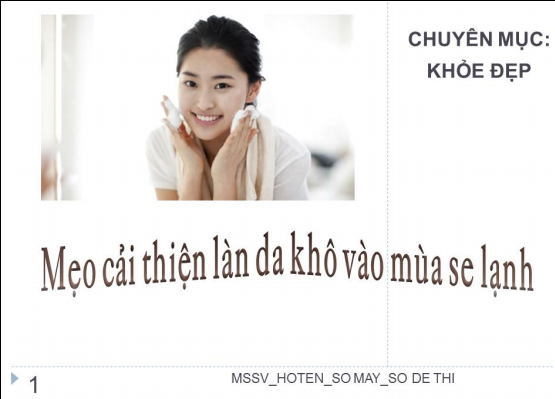 CHUYÊN MỤC:
KHỎE ĐẸP
Mẹo cải thiện làn da khô vào mùa se lạnh
1
MSSV_HOTEN_SO MAY_SO DE THI